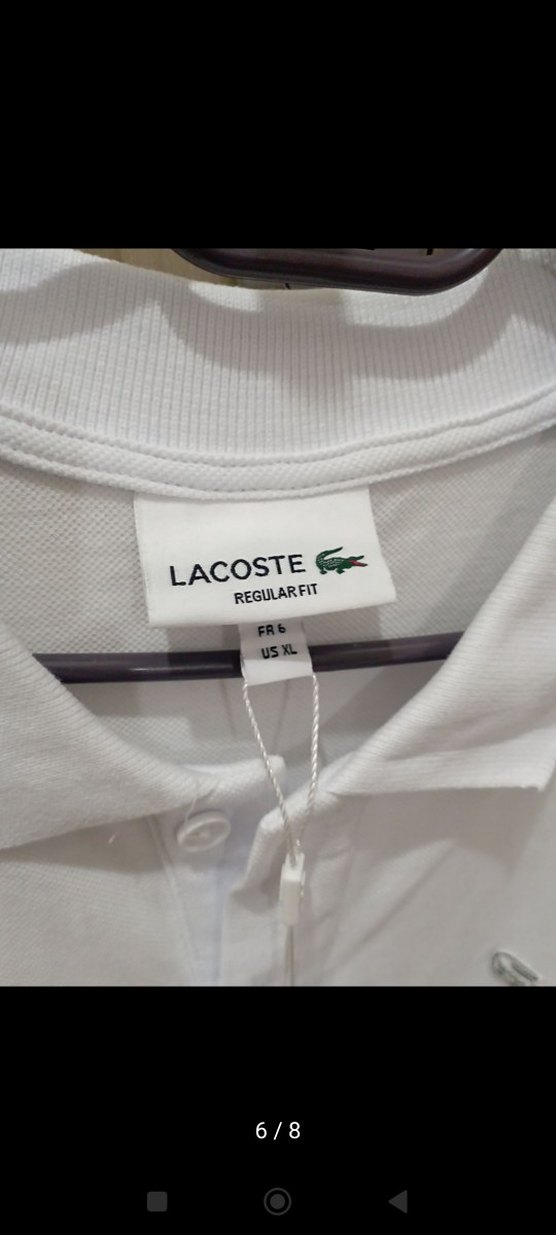 LACOSTE
REGULAR FIT
FR 6
US XL
6 / 8